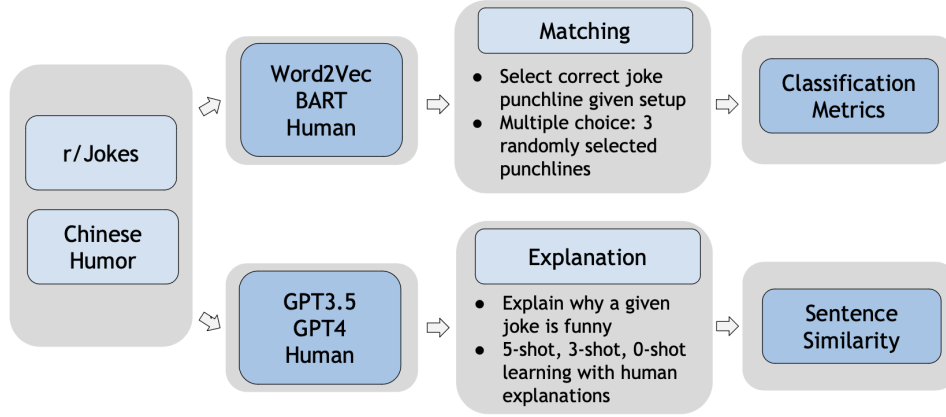 r/Jokes
Chinese
Humor
Word2Vec
BART
Human
Matching
● Select correct joke
punchline given setup
● Multiple choice: 3
randomly selected
punchlines
Classification
Metrics
GPT3.5
GPT4
Human
Explanation
● Explain why a given
joke is funny
● 5-shot, 3-shot, 0-shot
learning with human
explanations
Sentence
Similarity